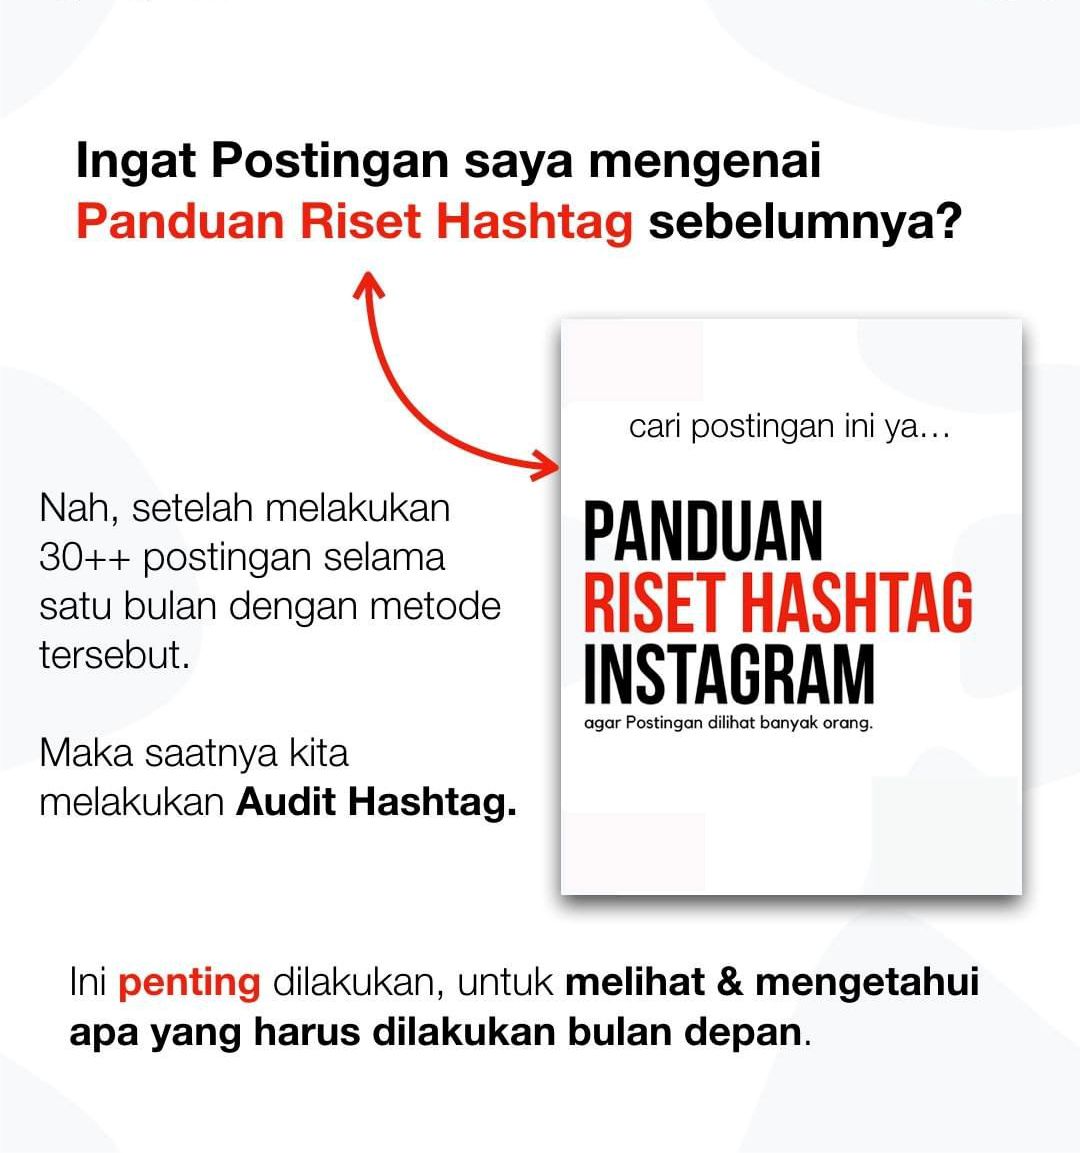 Ingat Postingan saya mengenai
Panduan Riset Hashtag sebelumnya?
cari postingan ini ya...
PANDUAN
RISET HASHTAG
INSTAGRAM
agar Postingan dilihat banyak orang.
Nah, setelah melakukan
30++ postingan selama
satu bulan dengan metode
tersebut.
Maka saatnya kita
melakukan Audit Hashtag.
Ini penting dilakukan, untuk melihat & mengetahui
apa yang harus dilakukan bulan depan.